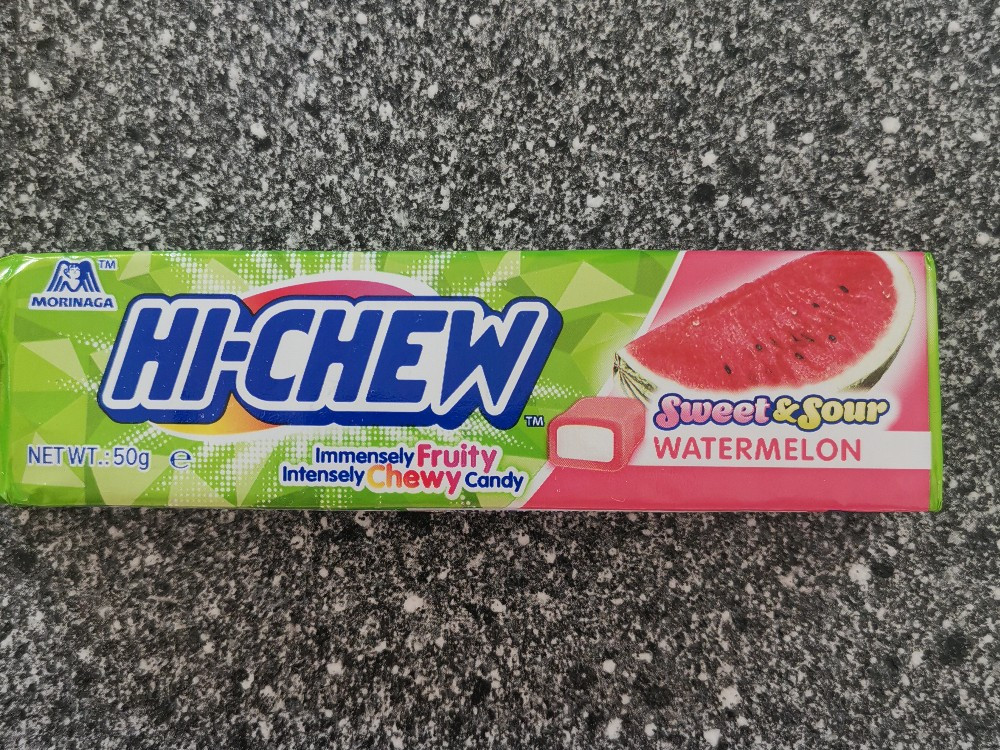 TM
MORINAGA
HI-CHEW
TM
NET WT.:50g ℮
Immensely Fruity
Intensely Chewy Candy
Sweet & Sour
WATERMELON